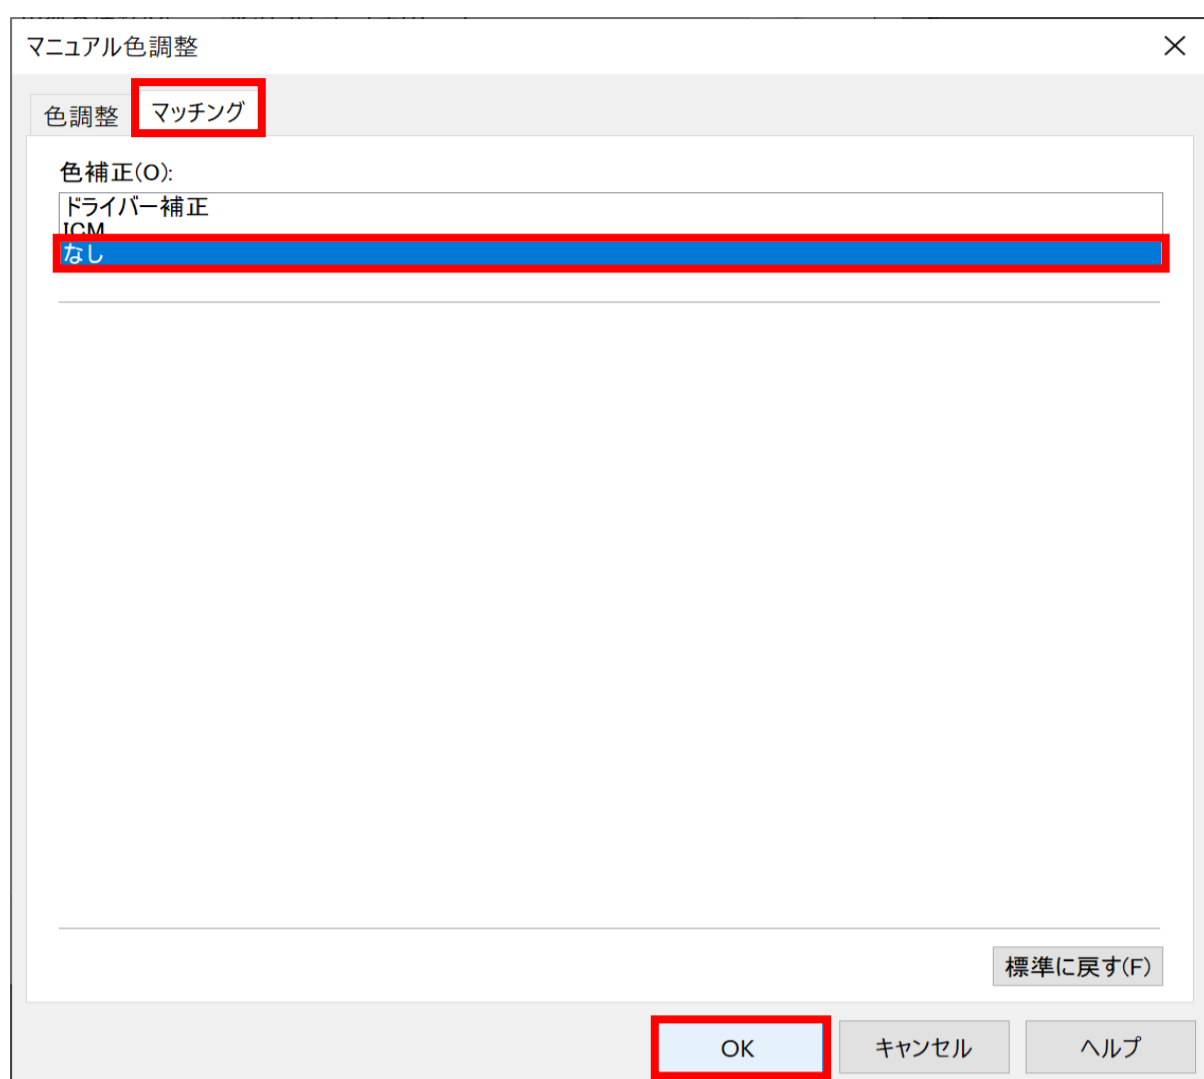 マニュアル色調整
色調整 マッチング
色補正(O):
ドライバー補正
ICM
なし
標準に戻す(F)
OK キャンセル ヘルプ